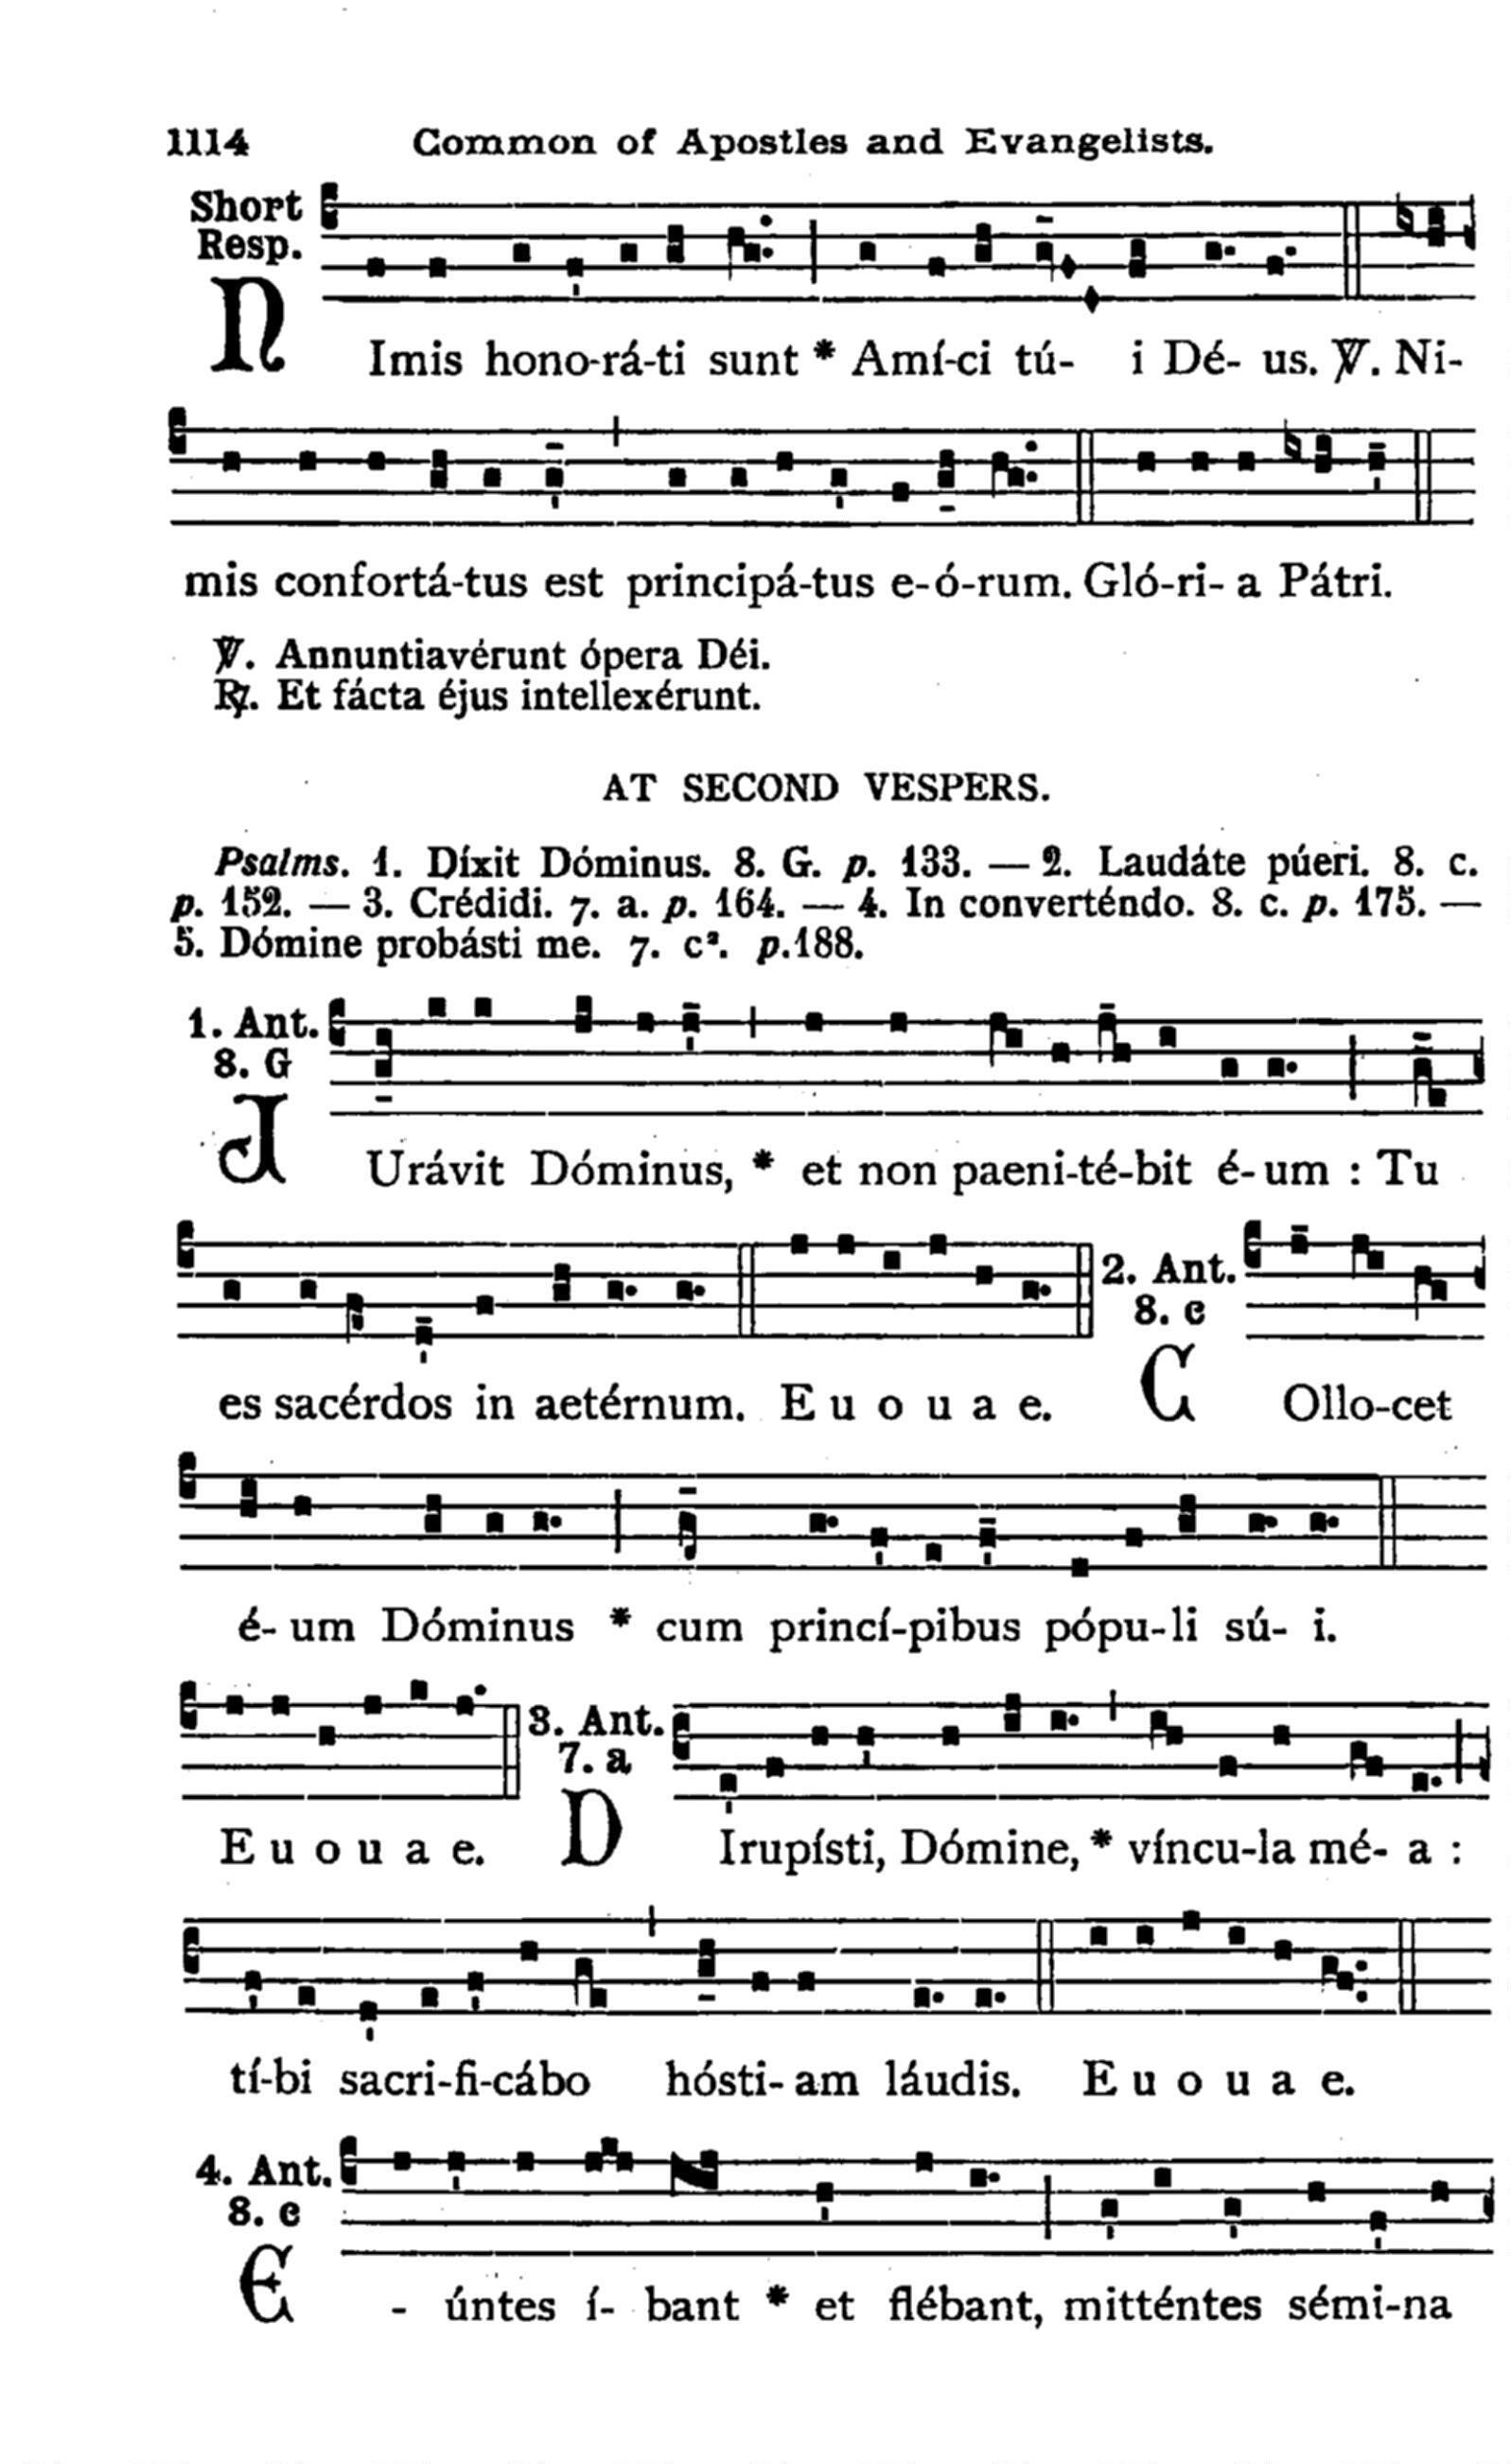 1114 Common of Apostles and Evangelists.
Short
Resp.
NImis hono-rá-ti sunt * Amí-ci tú- i Dé- us. ℣. Ni-
mis confortá-tus est principá-tus e-ó-rum. Gló-ri- a Pátri.
℣. Annuntiavérunt ópera Déi.
℟. Et fácta éjus intellexérunt.
AT SECOND VESPERS.
Psalms. 1. Díxit Dóminus. 8. G. p. 133. — 2. Laudáte púeri. 8. c.
p. 152. — 3. Crédidi. 7. a. p. 164. — 4. In converténdo. 8. c. p. 175. —
5. Dómine probásti me. 7. c². p.188.
1. Ant.
8. G
JUrávit Dóminus, * et non paeni-té-bit é-um : Tu
es sacérdos in aetérnum. E u o u a e.
2. Ant.
8. c
COllo-cet
é- um Dóminus * cum princí-pibus pópu-li sú- i.
E u o u a e.
3. Ant.
7. a
DIrupísti, Dómine, * víncu-la mé- a :
tí-bi sacri-fi-cábo hósti- am láudis. E u o u a e.
4. Ant.
8. c
E- úntes í- bant * et flébant, mitténtes sémi-na